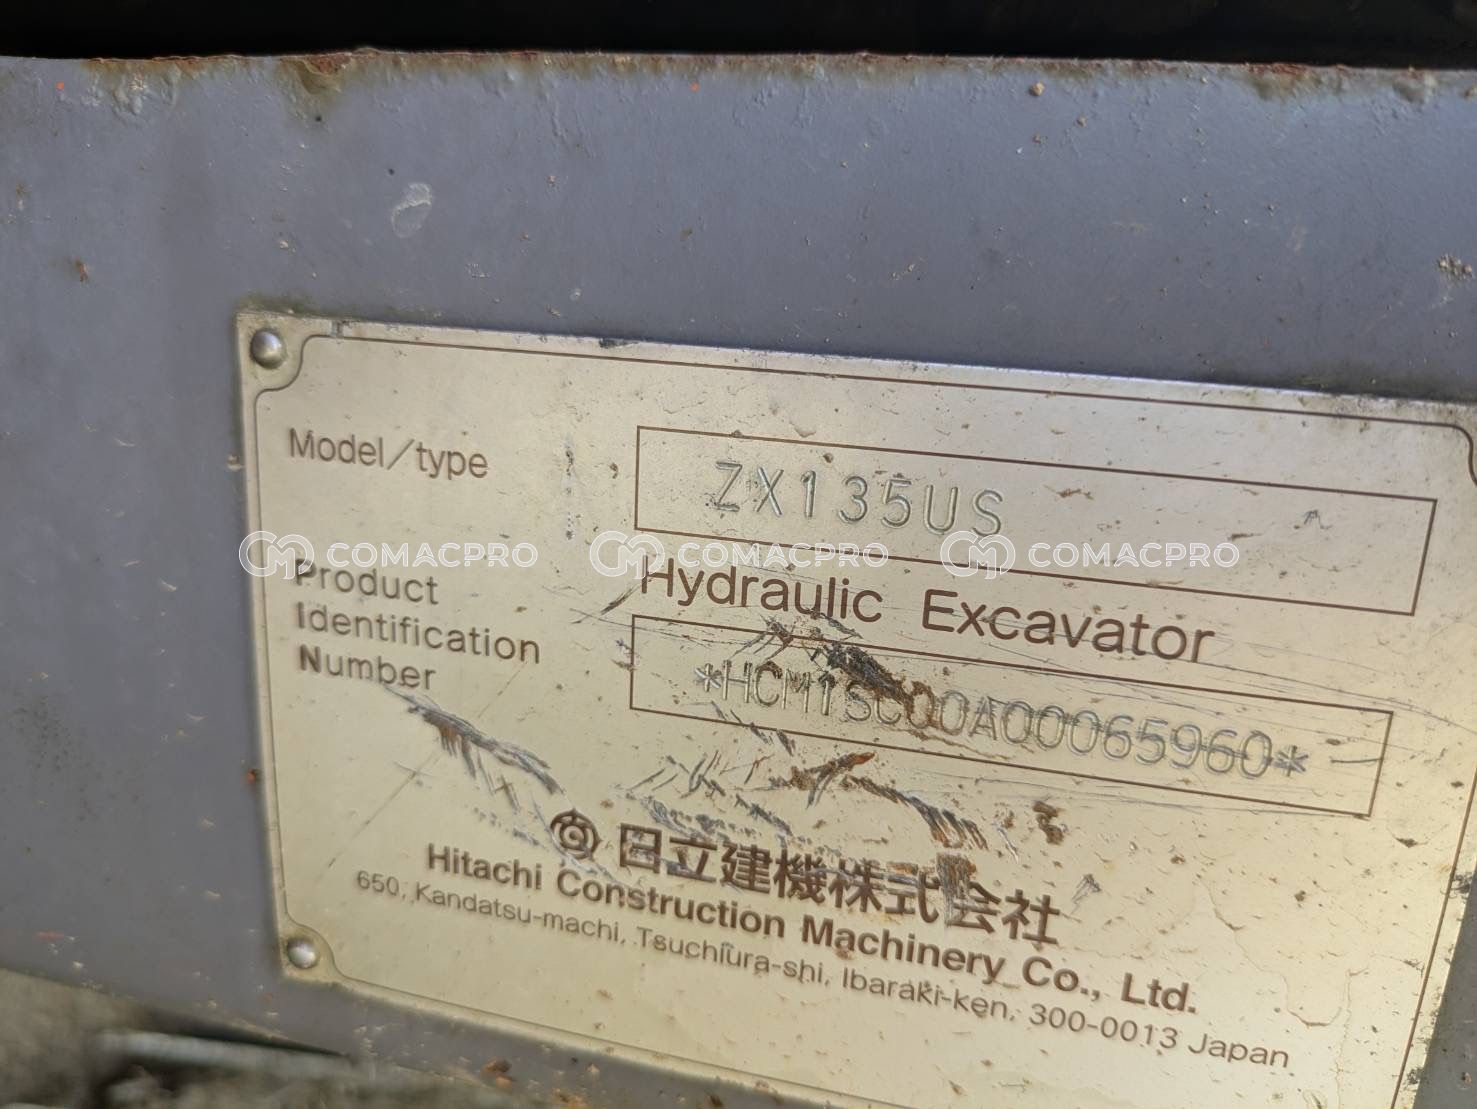 Model/type
ZX135US
COMACPRO COMACPRO COMACPRO
Hydraulic Excavator
Product
Identification
Number
*HCM1SC00A00065960*
日立建機株式会社
Hitachi Construction Machinery Co., Ltd.
650, Kandatsu-machi, Tsuchiura-shi, Ibaraki-ken, 300-0013 Japan